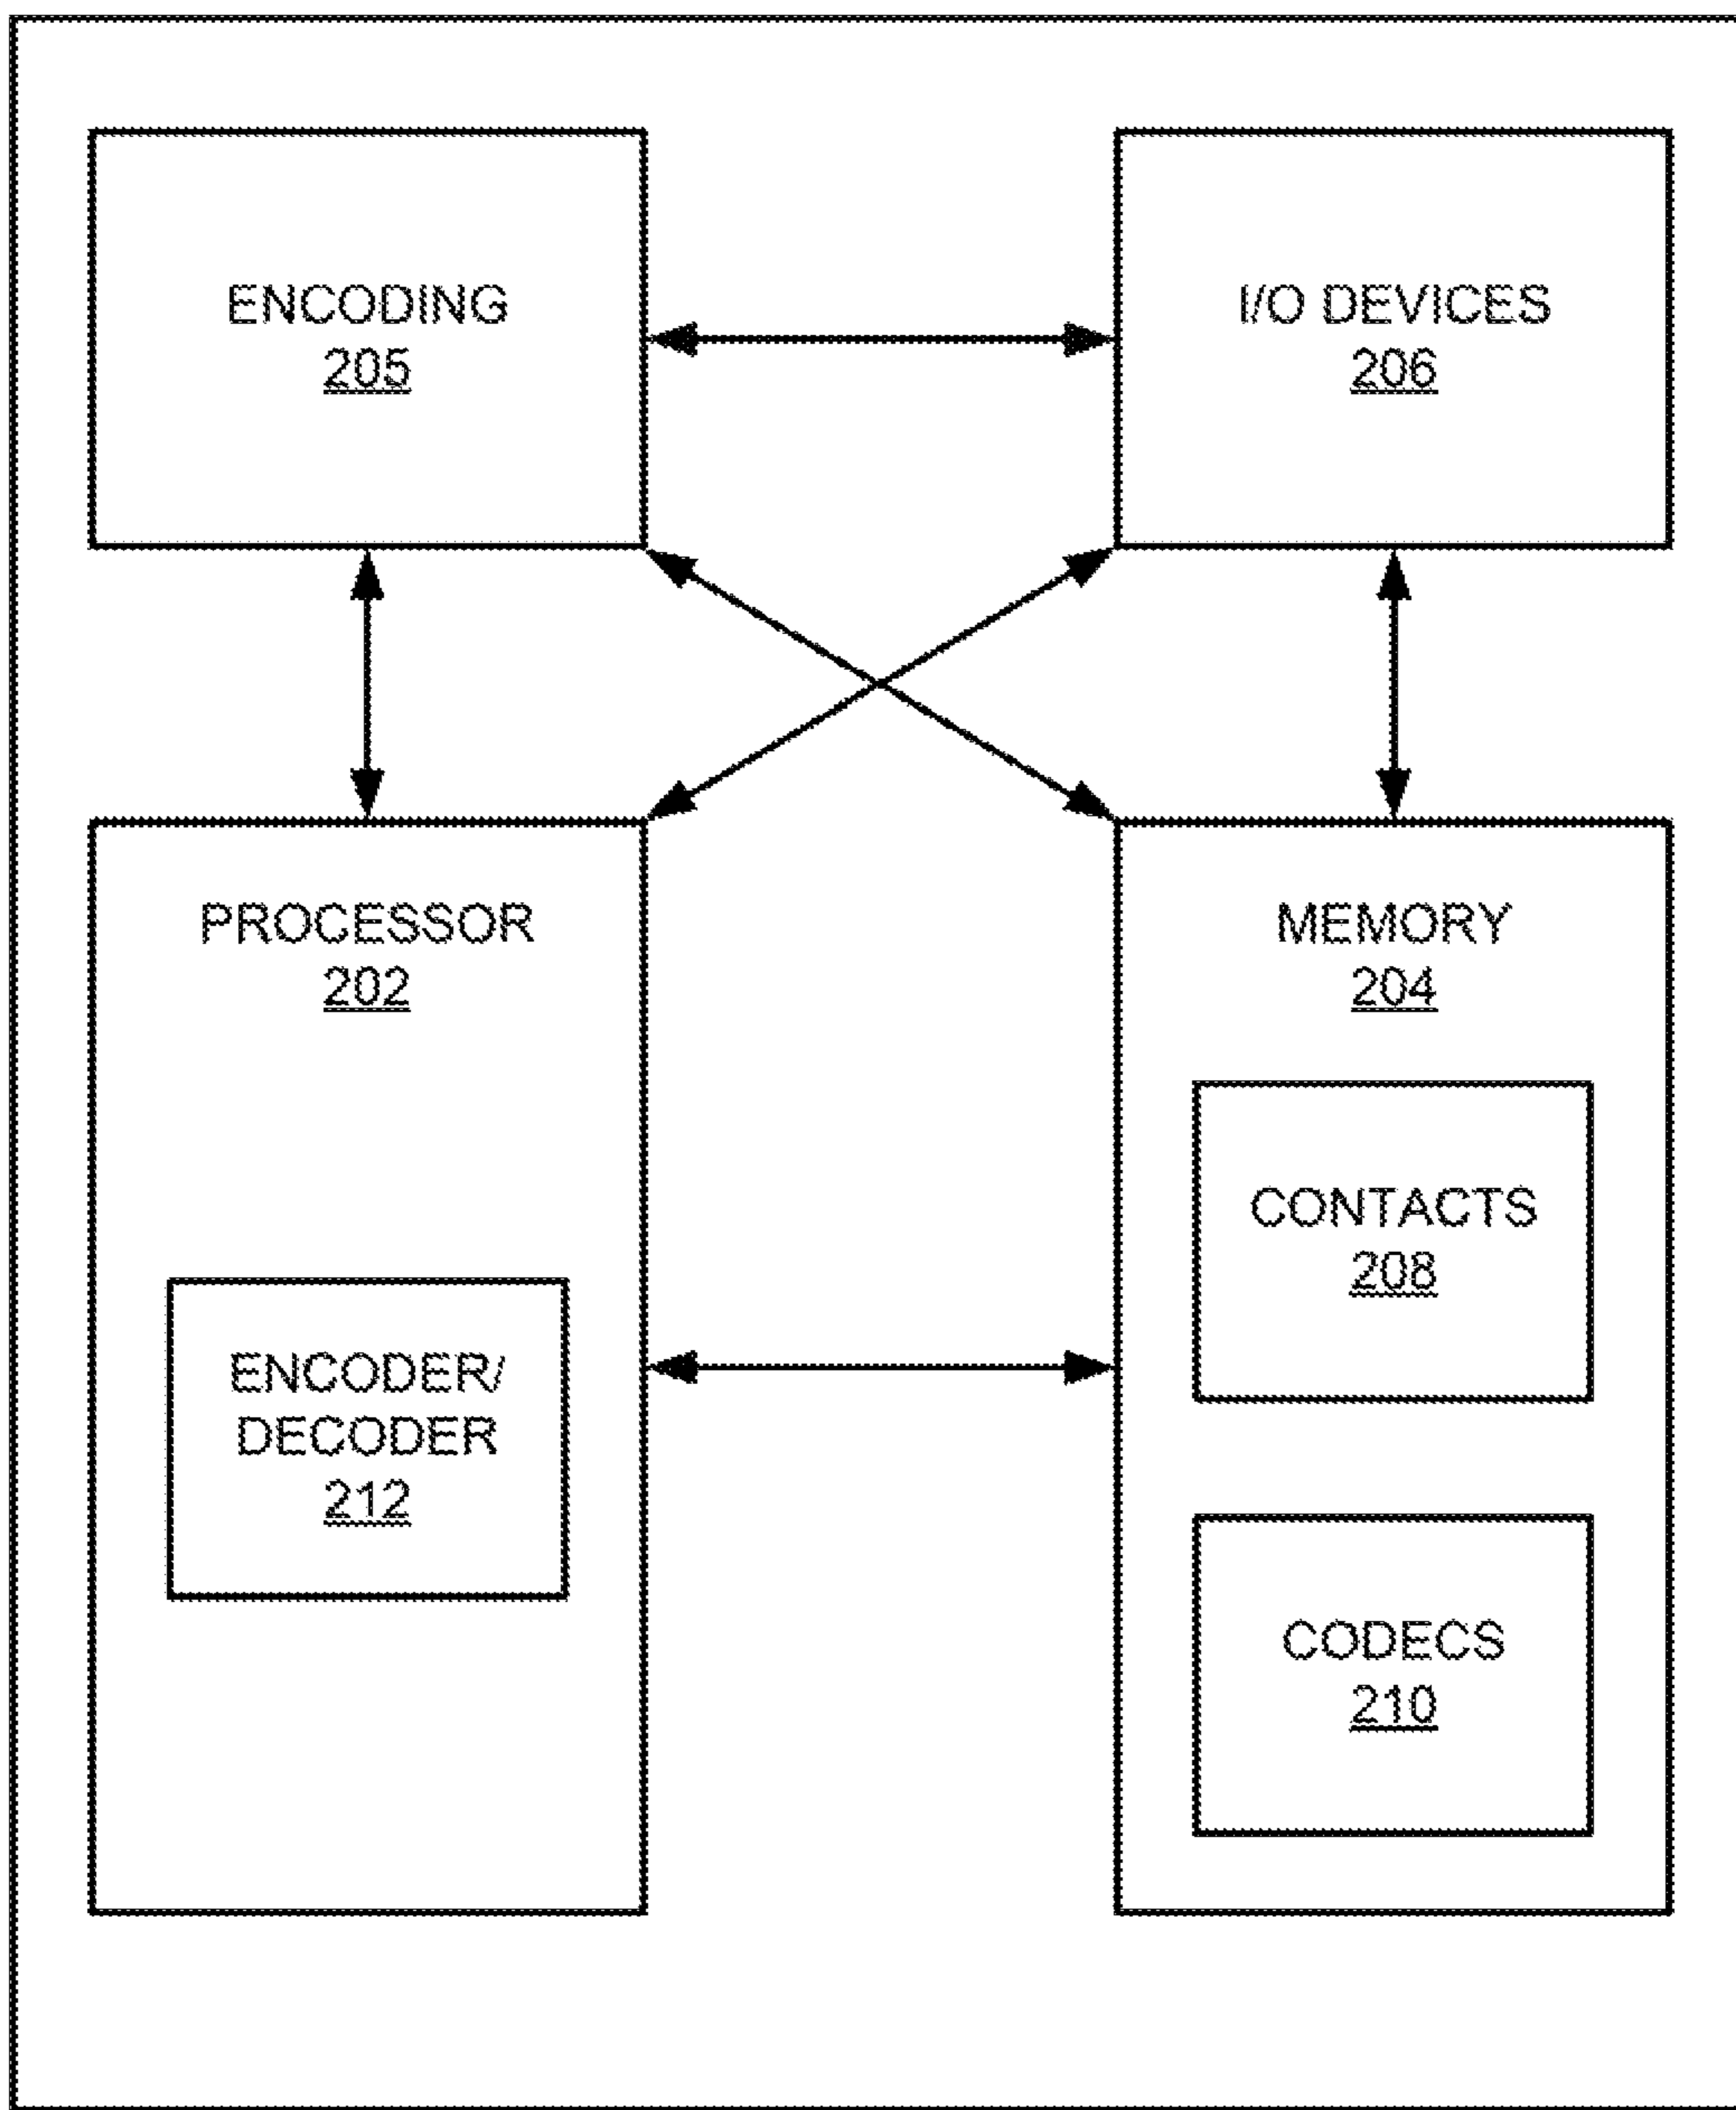 ENCODING
205
I/O DEVICES
206
PROCESSOR
202
ENCODER/
DECODER
212
MEMORY
204
CONTACTS
208
CODECS
210